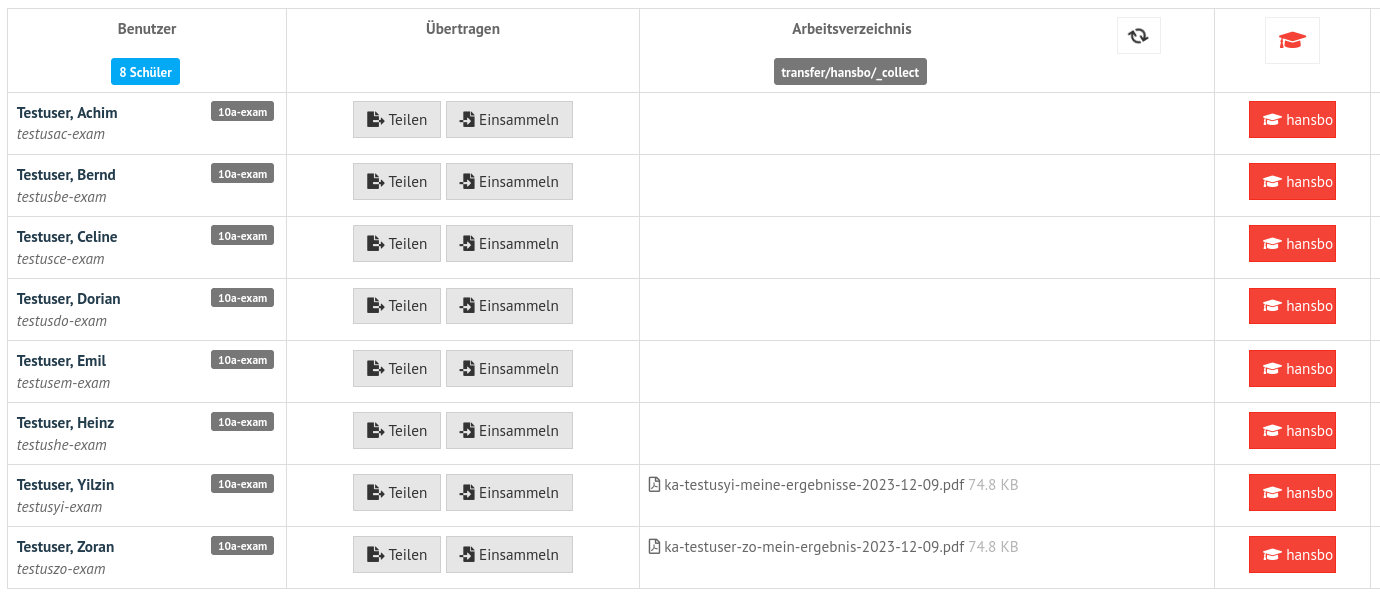 Benutzer Übertragen Arbeitsverzeichnis
8 Schüler transfer/hansbo/_collect
Testuser, Achim 10a-exam Teilen Einsammeln hansbo
testusac-exam
Testuser, Bernd 10a-exam Teilen Einsammeln hansbo
testusbe-exam
Testuser, Celine 10a-exam Teilen Einsammeln hansbo
testusce-exam
Testuser, Dorian 10a-exam Teilen Einsammeln hansbo
testusdo-exam
Testuser, Emil 10a-exam Teilen Einsammeln hansbo
testusem-exam
Testuser, Heinz 10a-exam Teilen Einsammeln hansbo
testushe-exam
Testuser, Yilzin 10a-exam Teilen Einsammeln ka-testusyi-meine-ergebnisse-2023-12-09.pdf 74.8 KB hansbo
testusyi-exam
Testuser, Zoran 10a-exam Teilen Einsammeln ka-testuser-zo-mein-ergebnis-2023-12-09.pdf 74.8 KB hansbo
testuszo-exam